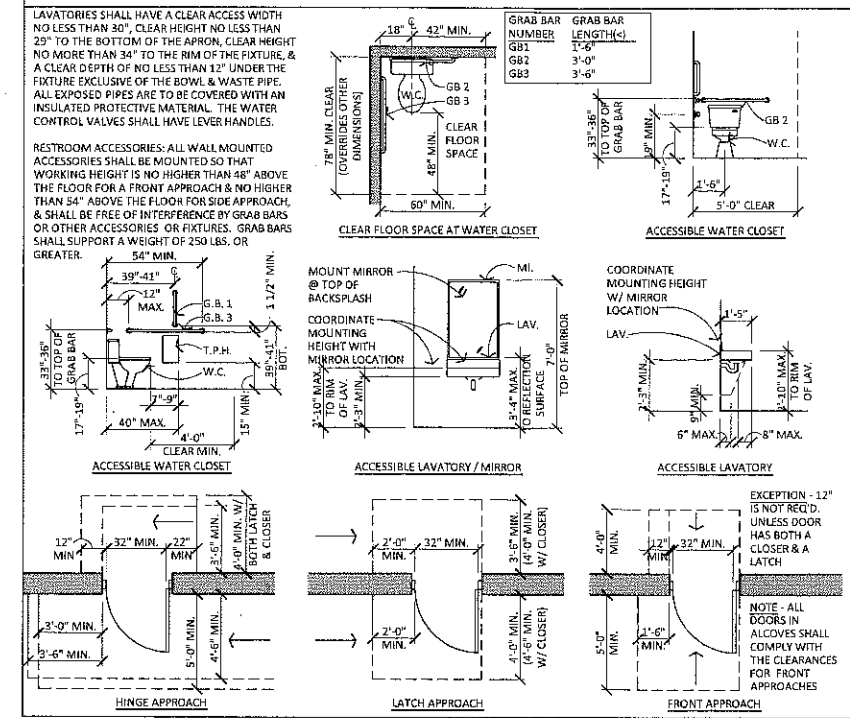 LAVATORIES SHALL HAVE A CLEAR ACCESS WIDTH
NO LESS THAN 30", CLEAR HEIGHT NO LESS THAN
29" TO THE BOTTOM OF THE APRON, CLEAR HEIGHT
NO MORE THAN 34" TO THE RIM OF THE FIXTURE, &
A CLEAR DEPTH OF NO LESS THAN 12" UNDER THE
FIXTURE EXCLUSIVE OF THE BOWL & WASTE PIPE.
ALL EXPOSED PIPES ARE TO BE COVERED WITH AN
INSULATED PROTECTIVE MATERIAL. THE WATER
CONTROL VALVES SHALL HAVE LEVER HANDLES.
RESTROOM ACCESSORIES: ALL WALL MOUNTED
ACCESSORIES SHALL BE MOUNTED SO THAT
WORKING HEIGHT IS NO HIGHER THAN 48" ABOVE
THE FLOOR FOR A FRONT APPROACH & NO HIGHER
THAN 54" ABOVE THE FLOOR FOR SIDE APPROACH,
& SHALL BE FREE OF INTERFERENCE BY GRAB BARS
OR OTHER ACCESSORIES OR FIXTURES. GRAB BARS
SHALL SUPPORT A WEIGHT OF 250 LBS. OR
GREATER.
18"
42" MIN.
GB 2
GB 3
W.C.
CLEAR
FLOOR
SPACE
78" MIN. CLEAR
(OVERRIDES OTHER
DIMENSIONS)
48" MIN.
60" MIN.
CLEAR FLOOR SPACE AT WATER CLOSET
GRAB BAR GRAB BAR
NUMBER LENGTH(<)
GB1 1'-6"
GB2 3'-0"
GB3 3'-6"
33"-36"
TO TOP OF
GRAB BAR
GB 2
W.C.
17"-19"
1'-6"
5'-0" CLEAR
ACCESSIBLE WATER CLOSET
54" MIN.
39"-41"
12"
MAX.
G.B. 1
G.B. 3
T.P.H.
W.C.
1 1/2" MIN.
39"-41"
BOT.
33"-36"
TO TOP OF
GRAB BAR
17"-19"
7"-9"
15" MIN.
40" MAX.
4'-0"
CLEAR MIN.
ACCESSIBLE WATER CLOSET
MOUNT MIRROR
@ TOP OF
BACKSPLASH
COORDINATE
MOUNTING
HEIGHT WITH
MIRROR LOCATION
MI.
LAV.
2'-10" MAX.
TO RIM
OF LAV.
2'-3" MIN.
3'-4" MAX.
TO REFLECTION
SURFACE
7'-0"
TOP OF MIRROR
ACCESSIBLE LAVATORY / MIRROR
COORDINATE
MOUNTING HEIGHT
W/ MIRROR
LOCATION
1'-5"
LAV.
2'-3" MIN.
9" MIN.
2'-10" MAX.
TO RIM
OF LAV.
6" MAX.
8" MAX.
ACCESSIBLE LAVATORY
12"
MIN
32" MIN.
22"
MIN
3'-6" MIN.
4'-0" MIN. W/
BOTH LATCH
& CLOSER
3'-0" MIN.
3'-6" MIN.
5'-0" MIN.
4'-6" MIN.
HINGE APPROACH
2'-0"
MIN.
32" MIN.
3'-6" MIN.
(4'-0" MIN.
W/ CLOSER)
2'-0"
MIN.
4'-0" MIN.
(4'-6" MIN.
W/ CLOSER)
LATCH APPROACH
4'-0"
MIN.
12"
MIN
32" MIN.
1'-6"
MIN.
5'-0"
MIN.
FRONT APPROACH
EXCEPTION - 12"
IS NOT REQ'D.
UNLESS DOOR
HAS BOTH A
CLOSER & A
LATCH
NOTE - ALL
DOORS IN
ALCOVES SHALL
COMPLY WITH
THE CLEARANCES
FOR FRONT
APPROACHES